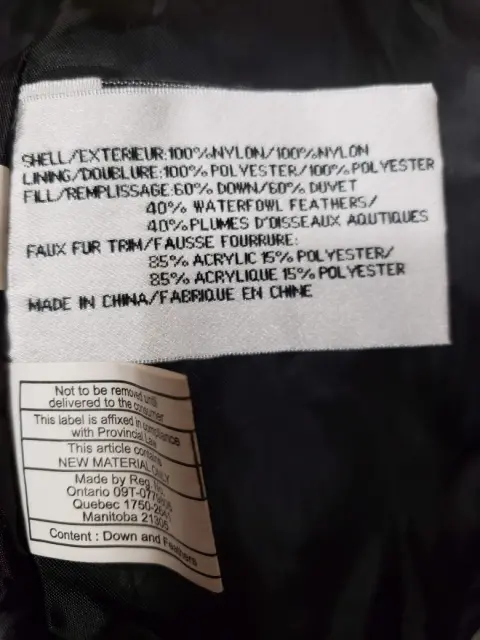 SHELL/EXTERIEUR:100%NYLON/100%NYLON
LINING/DOUBLURE:100% POLYESTER/100% POLYESTER
FILL/REMPLISSAGE:60% DOWN/60% DUVET
40% WATERFOWL FEATHERS/
40% PLUMES D'OISSEAUX AQUTIQUES
FAUX FUR TRIM/FAUSSE FOURRURE:
85% ACRYLIC 15% POLYESTER/
85% ACRYLIQUE 15% POLYESTER
MADE IN CHINA/FABRIQUE EN CHINE
Not to be removed until
delivered to the consumer
This label is affixed in compliance
with Provincial Law
This article contains
NEW MATERIAL ONLY
Made by Reg. No.
Ontario
Quebec
Manitoba
Content : Down and Feathers